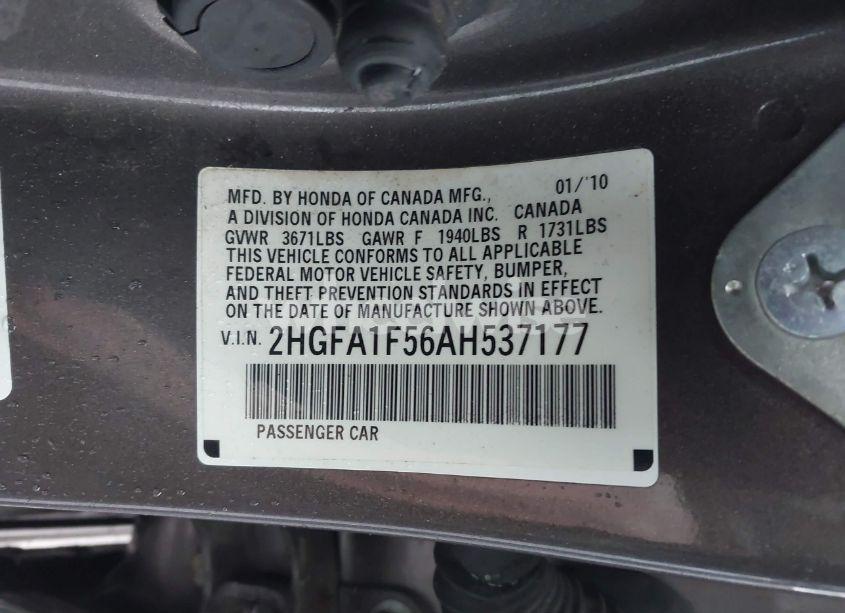 MFD. BY HONDA OF CANADA MFG., 01/'10
A DIVISION OF HONDA CANADA INC. CANADA
GVWR 3671LBS GAWR F 1940LBS R 1731LBS
THIS VEHICLE CONFORMS TO ALL APPLICABLE
FEDERAL MOTOR VEHICLE SAFETY, BUMPER,
AND THEFT PREVENTION STANDARDS IN EFFECT
ON THE DATE OF MANUFACTURE SHOWN ABOVE.
V.I.N. 2HGFA1F56AH537177
PASSENGER CAR